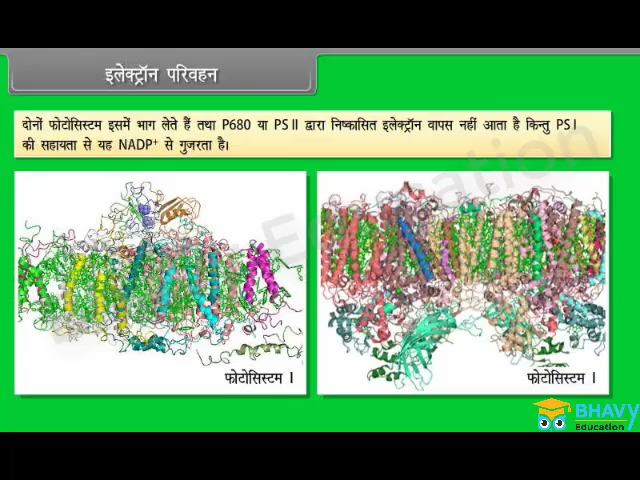 इलेक्ट्रॉन परिवहन
दोनों फोटोसिस्टम इसमें भाग लेते हैं तथा P680 या PS II द्वारा निष्कासित इलेक्ट्रॉन वापस नहीं आता है किन्तु PS I
की सहायता से यह NADP⁺ से गुजरता है।
फोटोसिस्टम I
फोटोसिस्टम I
BHAVY
Education